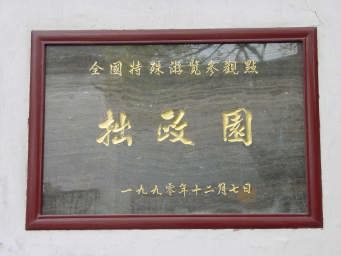 全國特殊游覽參觀點
拙政園
一九九零年十二月七日